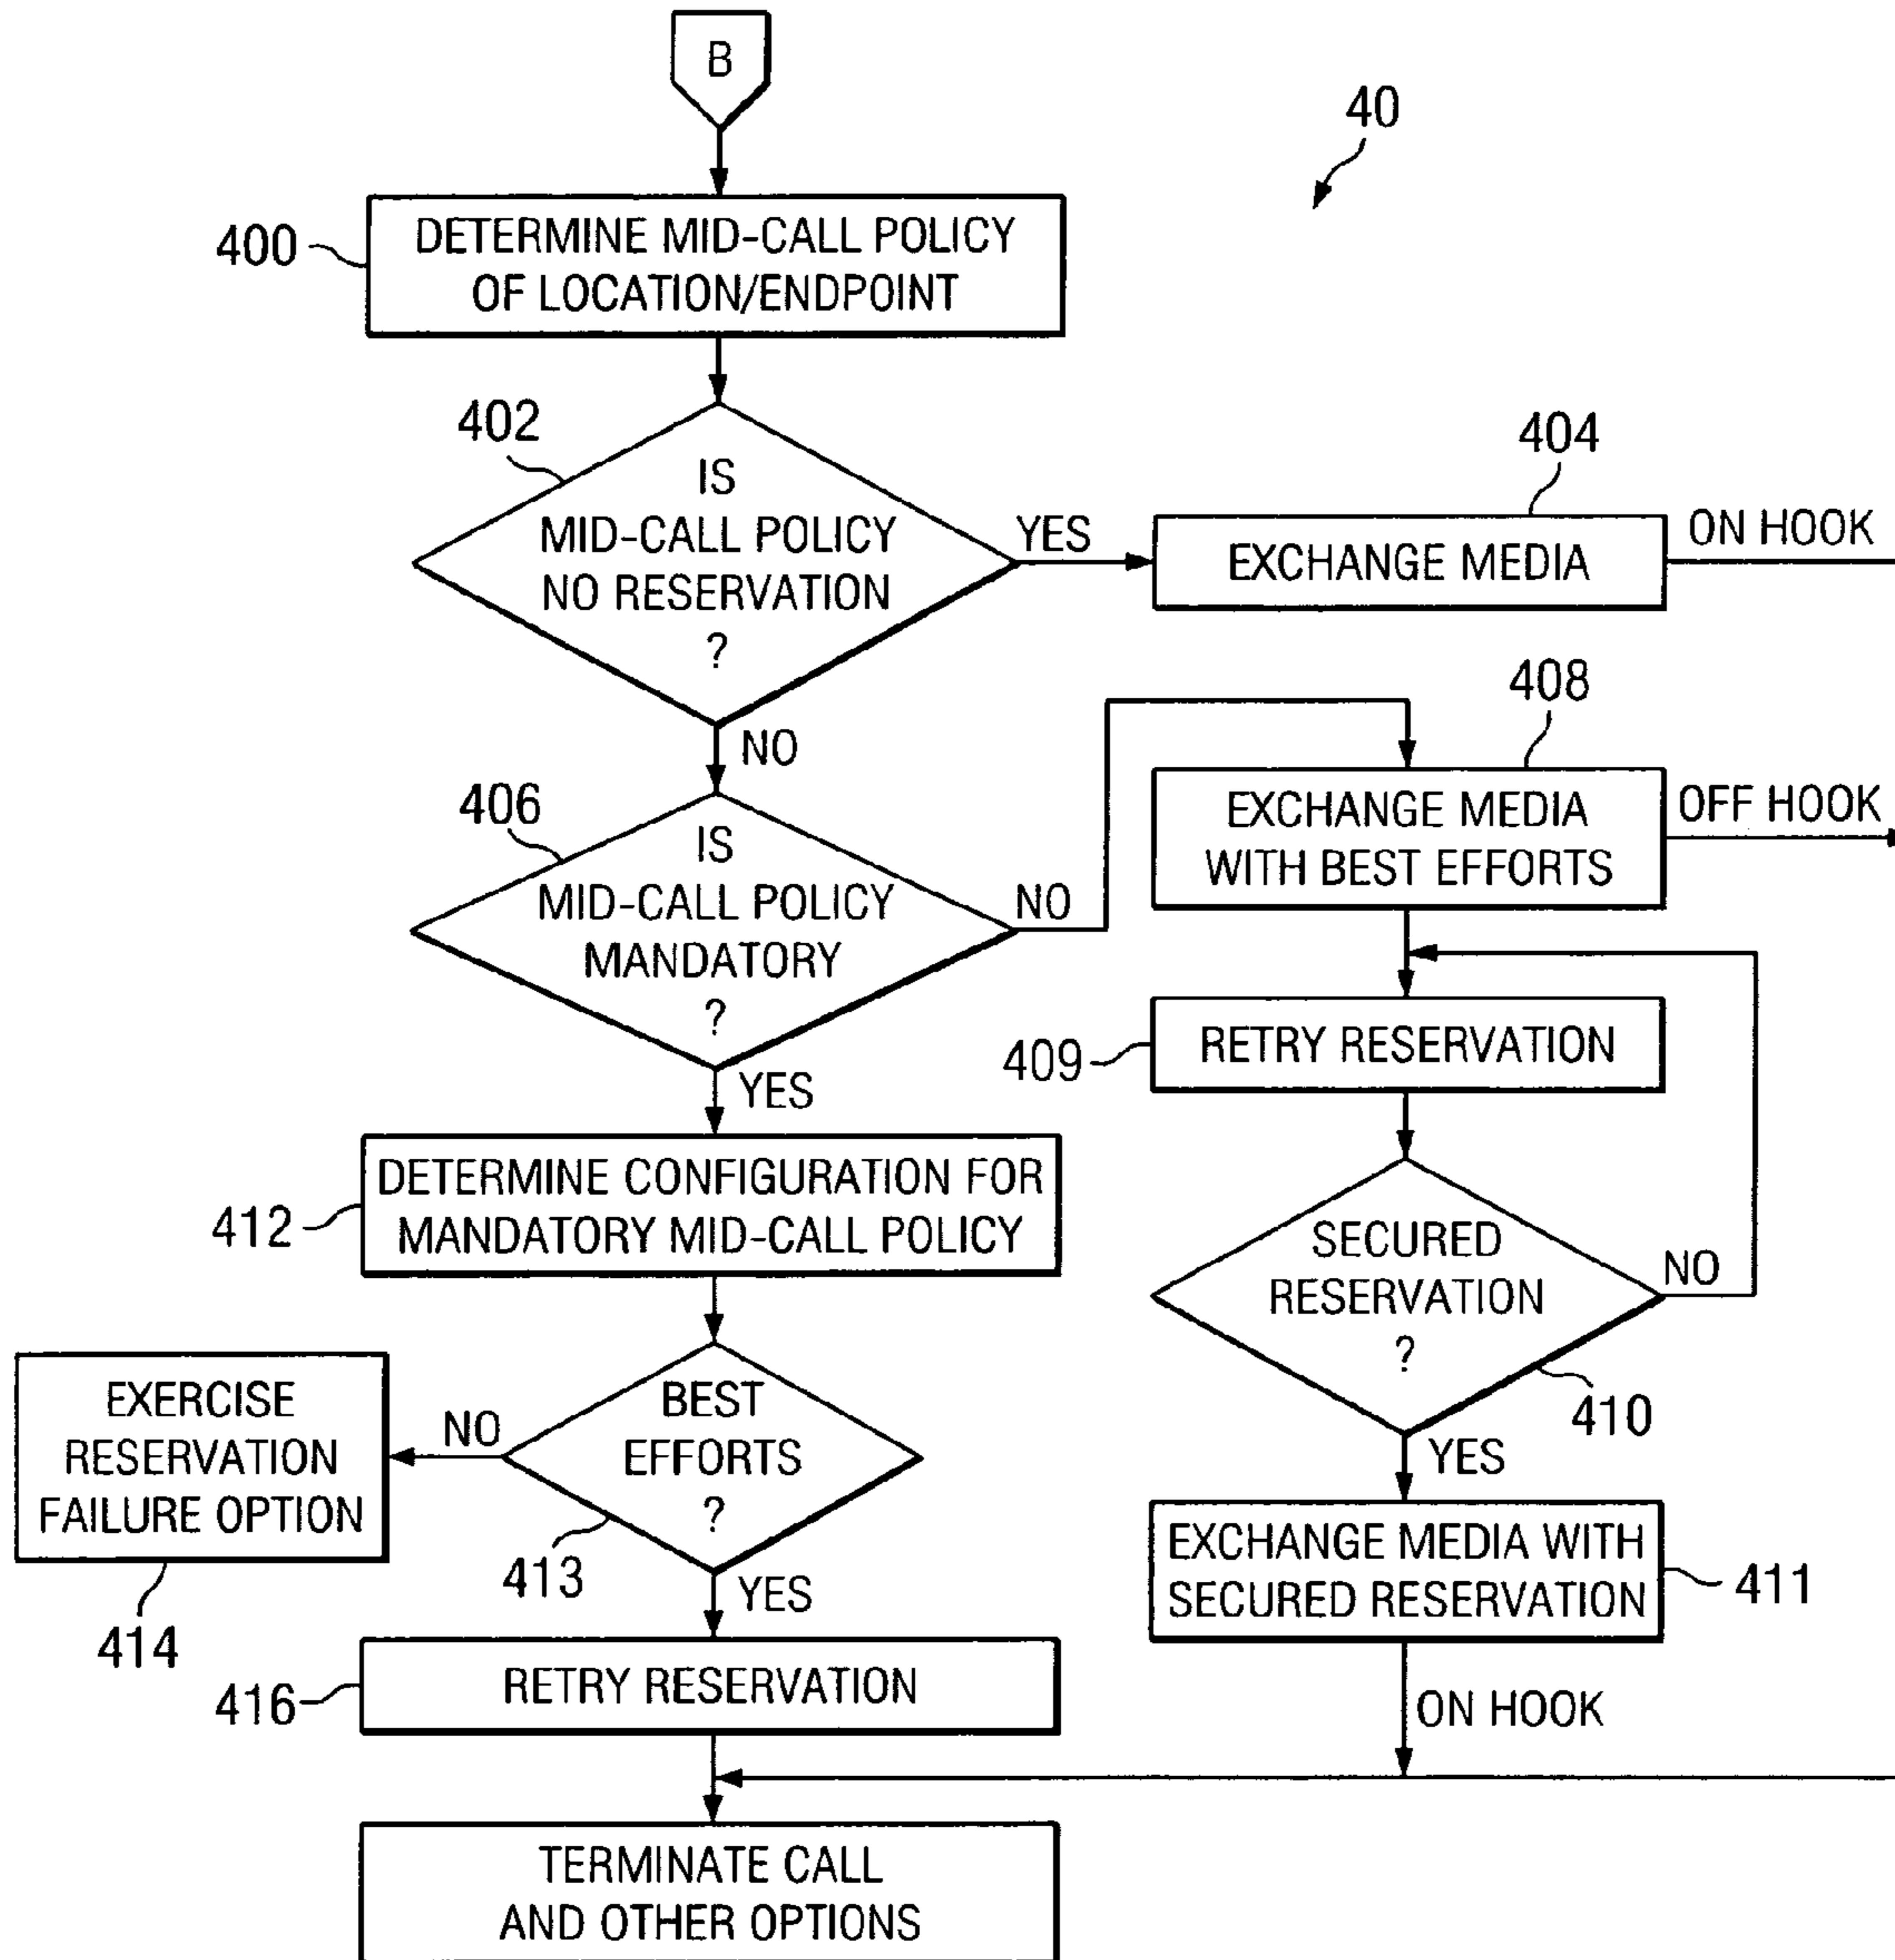 B
40
400
DETERMINE MID-CALL POLICY
OF LOCATION/ENDPOINT
402
IS
MID-CALL POLICY
NO RESERVATION
?
YES
404
EXCHANGE MEDIA
ON HOOK
NO
406
IS
MID-CALL POLICY
MANDATORY
?
NO
408
EXCHANGE MEDIA
WITH BEST EFFORTS
OFF HOOK
409
RETRY RESERVATION
YES
412
DETERMINE CONFIGURATION FOR
MANDATORY MID-CALL POLICY
SECURED
RESERVATION
?
NO
410
YES
EXERCISE
RESERVATION
FAILURE OPTION
414
NO
BEST
EFFORTS
?
413
YES
EXCHANGE MEDIA WITH
SECURED RESERVATION
411
416
RETRY RESERVATION
ON HOOK
TERMINATE CALL
AND OTHER OPTIONS